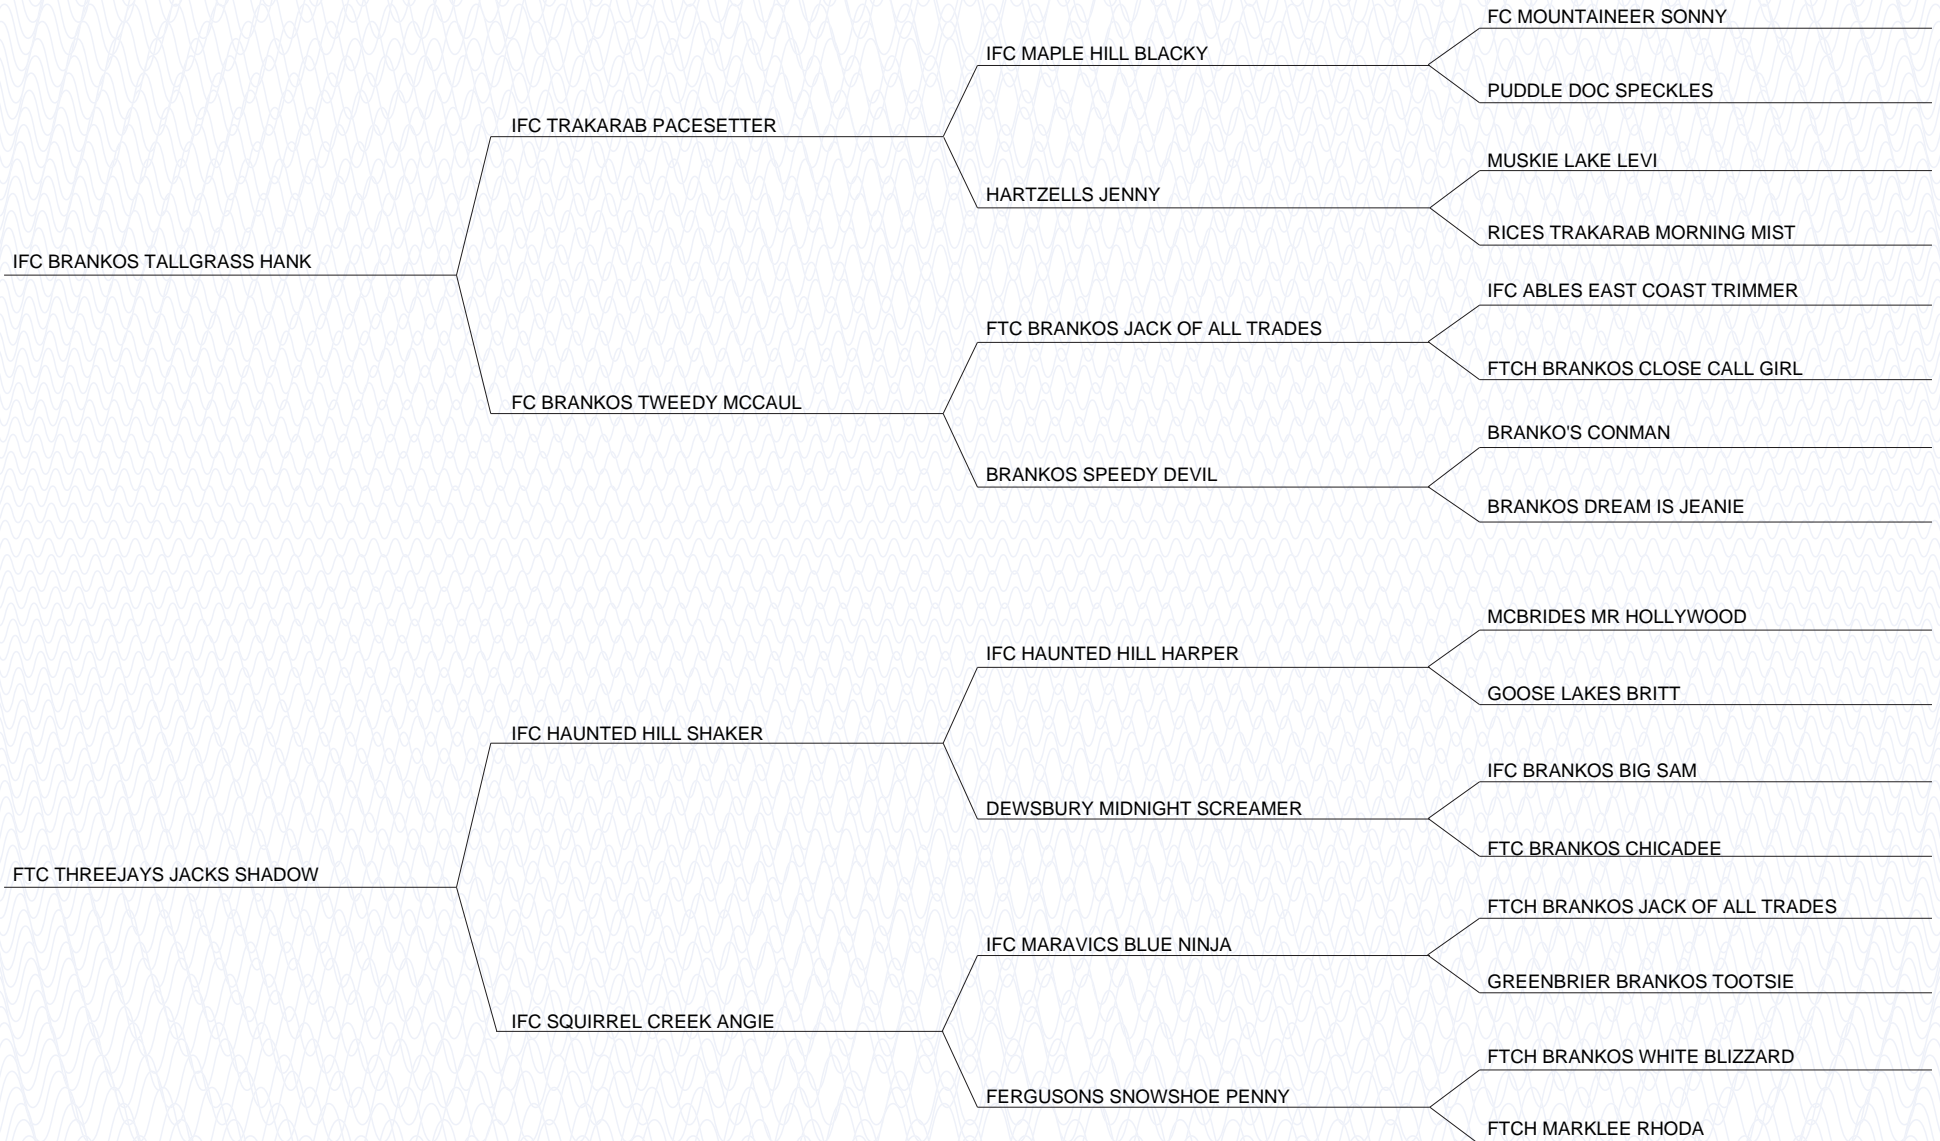 FC MOUNTAINEER SONNY
IFC MAPLE HILL BLACKY
PUDDLE DOC SPECKLES
IFC TRAKARAB PACESETTER
MUSKIE LAKE LEVI
HARTZELLS JENNY
RICES TRAKARAB MORNING MIST
IFC BRANKOS TALLGRASS HANK
IFC ABLES EAST COAST TRIMMER
FTC BRANKOS JACK OF ALL TRADES
FTCH BRANKOS CLOSE CALL GIRL
FC BRANKOS TWEEDY MCCAUL
BRANKO'S CONMAN
BRANKOS SPEEDY DEVIL
BRANKOS DREAM IS JEANIE
MCBRIDES MR HOLLYWOOD
IFC HAUNTED HILL HARPER
GOOSE LAKES BRITT
IFC HAUNTED HILL SHAKER
IFC BRANKOS BIG SAM
DEWSBURY MIDNIGHT SCREAMER
FTC BRANKOS CHICADEE
FTC THREEJAYS JACKS SHADOW
FTCH BRANKOS JACK OF ALL TRADES
IFC MARAVICS BLUE NINJA
GREENBRIER BRANKOS TOOTSIE
IFC SQUIRREL CREEK ANGIE
FTCH BRANKOS WHITE BLIZZARD
FERGUSONS SNOWSHOE PENNY
FTCH MARKLEE RHODA